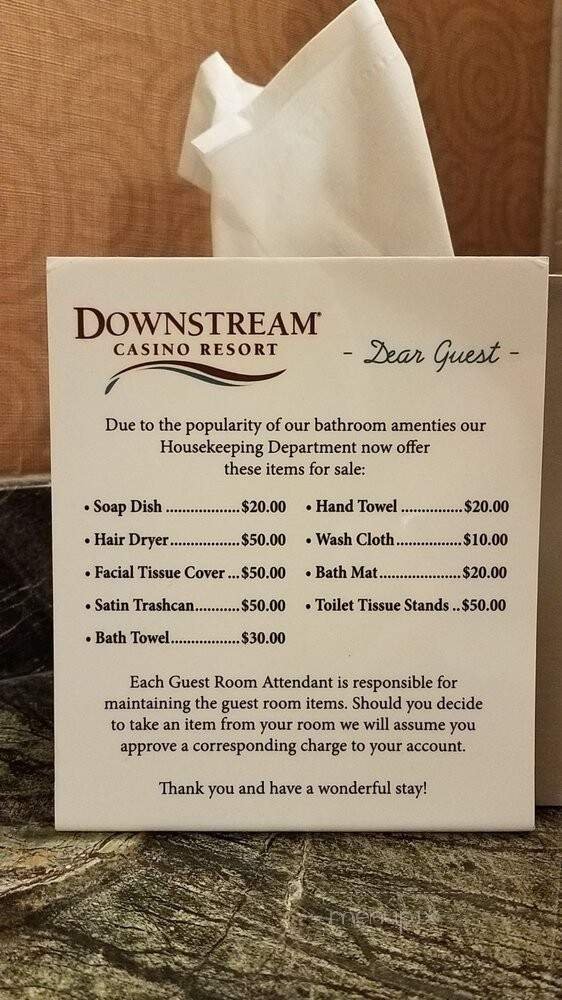 DOWNSTREAM®
CASINO RESORT
- Dear Guest -
Due to the popularity of our bathroom amenties our
Housekeeping Department now offer
these items for sale:
• Soap Dish ..................$20.00
• Hair Dryer.................$50.00
• Facial Tissue Cover ...$50.00
• Satin Trashcan...........$50.00
• Bath Towel.................$30.00
• Hand Towel ...............$20.00
• Wash Cloth................$10.00
• Bath Mat....................$20.00
• Toilet Tissue Stands ..$50.00
Each Guest Room Attendant is responsible for
maintaining the guest room items. Should you decide
to take an item from your room we will assume you
approve a corresponding charge to your account.
Thank you and have a wonderful stay!
menupix